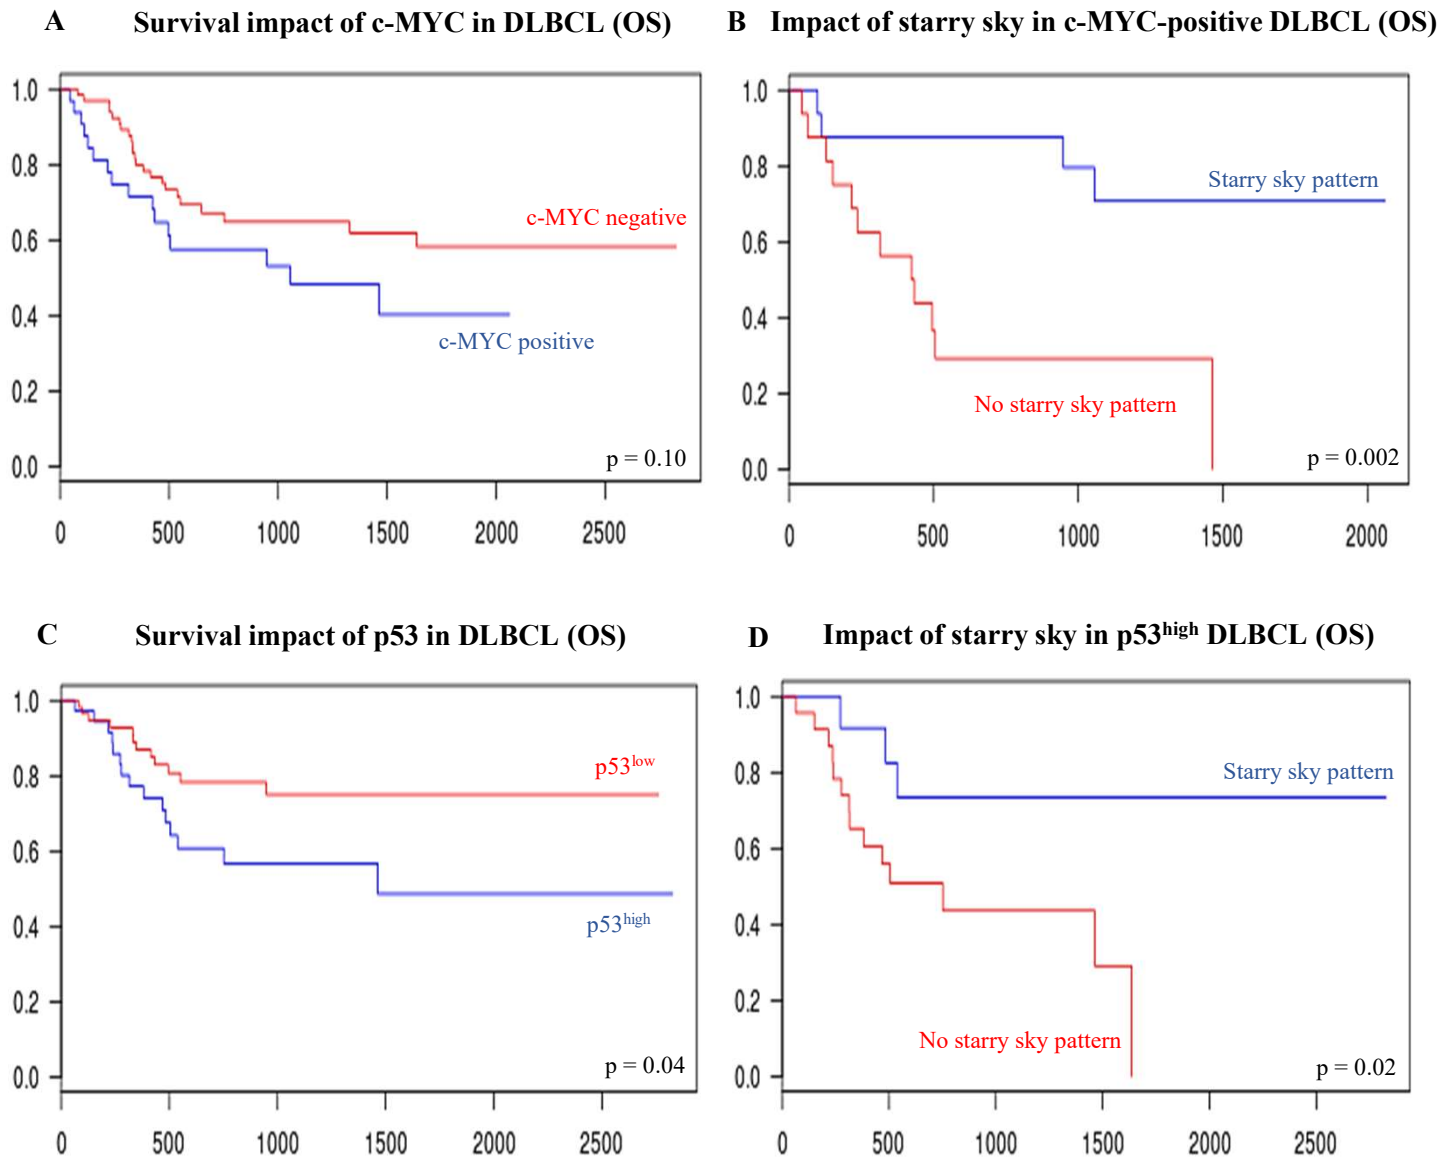 A Survival impact of c-MYC in DLBCL (OS)
1.0
0.8
0.6
0.4
0.2
0.0
c-MYC negative
c-MYC positive
p = 0.10
0 500 1000 1500 2000 2500
B Impact of starry sky in c-MYC-positive DLBCL (OS)
1.0
0.8
0.6
0.4
0.2
0.0
Starry sky pattern
No starry sky pattern
p = 0.002
0 500 1000 1500 2000
C Survival impact of p53 in DLBCL (OS)
1.0
0.8
0.6
0.4
0.2
0.0
p53low
p53high
p = 0.04
0 500 1000 1500 2000 2500
D Impact of starry sky in p53high DLBCL (OS)
1.0
0.8
0.6
0.4
0.2
0.0
Starry sky pattern
No starry sky pattern
p = 0.02
0 500 1000 1500 2000 2500